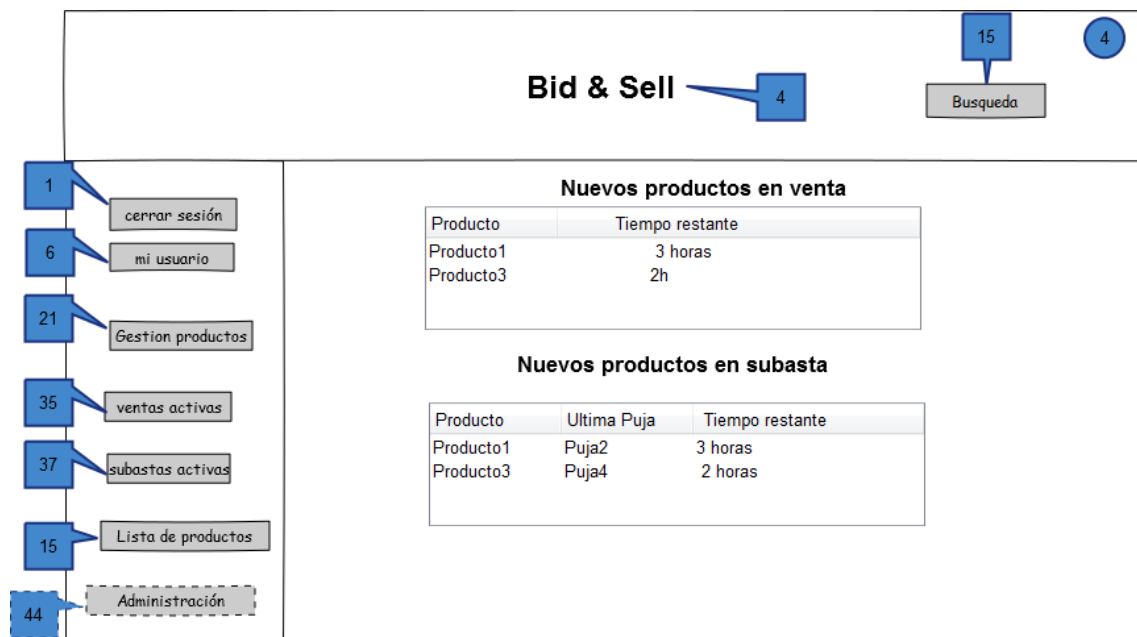 15
4
Bid & Sell
4
Busqueda
1
cerrar sesión
6
mi usuario
21
Gestion productos
35
ventas activas
37
subastas activas
15
Lista de productos
44
Administración
Nuevos productos en venta
Producto Tiempo restante
Producto1 3 horas
Producto3 2h
Nuevos productos en subasta
Producto Ultima Puja Tiempo restante
Producto1 Puja2 3 horas
Producto3 Puja4 2 horas